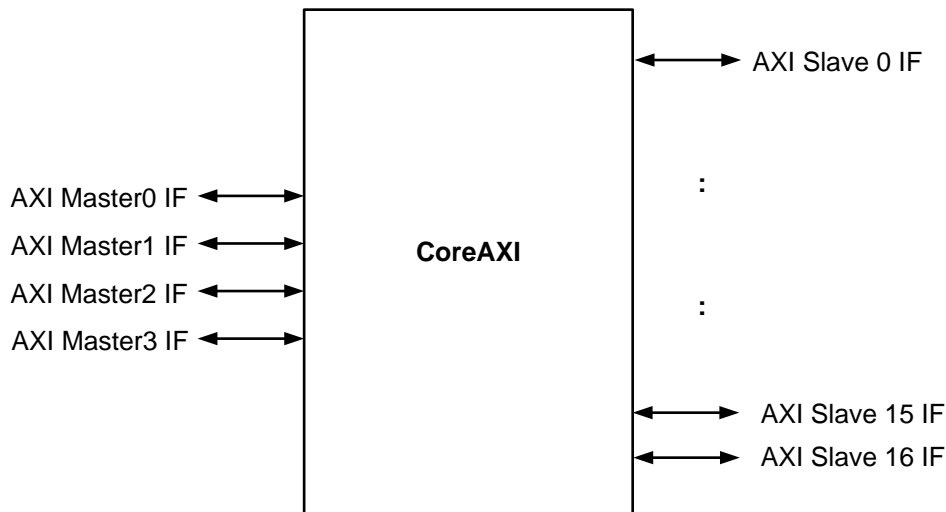 AXI Slave 0 IF
:
AXI Master0 IF
AXI Master1 IF
CoreAXI
AXI Master2 IF
:
AXI Master3 IF
AXI Slave 15 IF
AXI Slave 16 IF